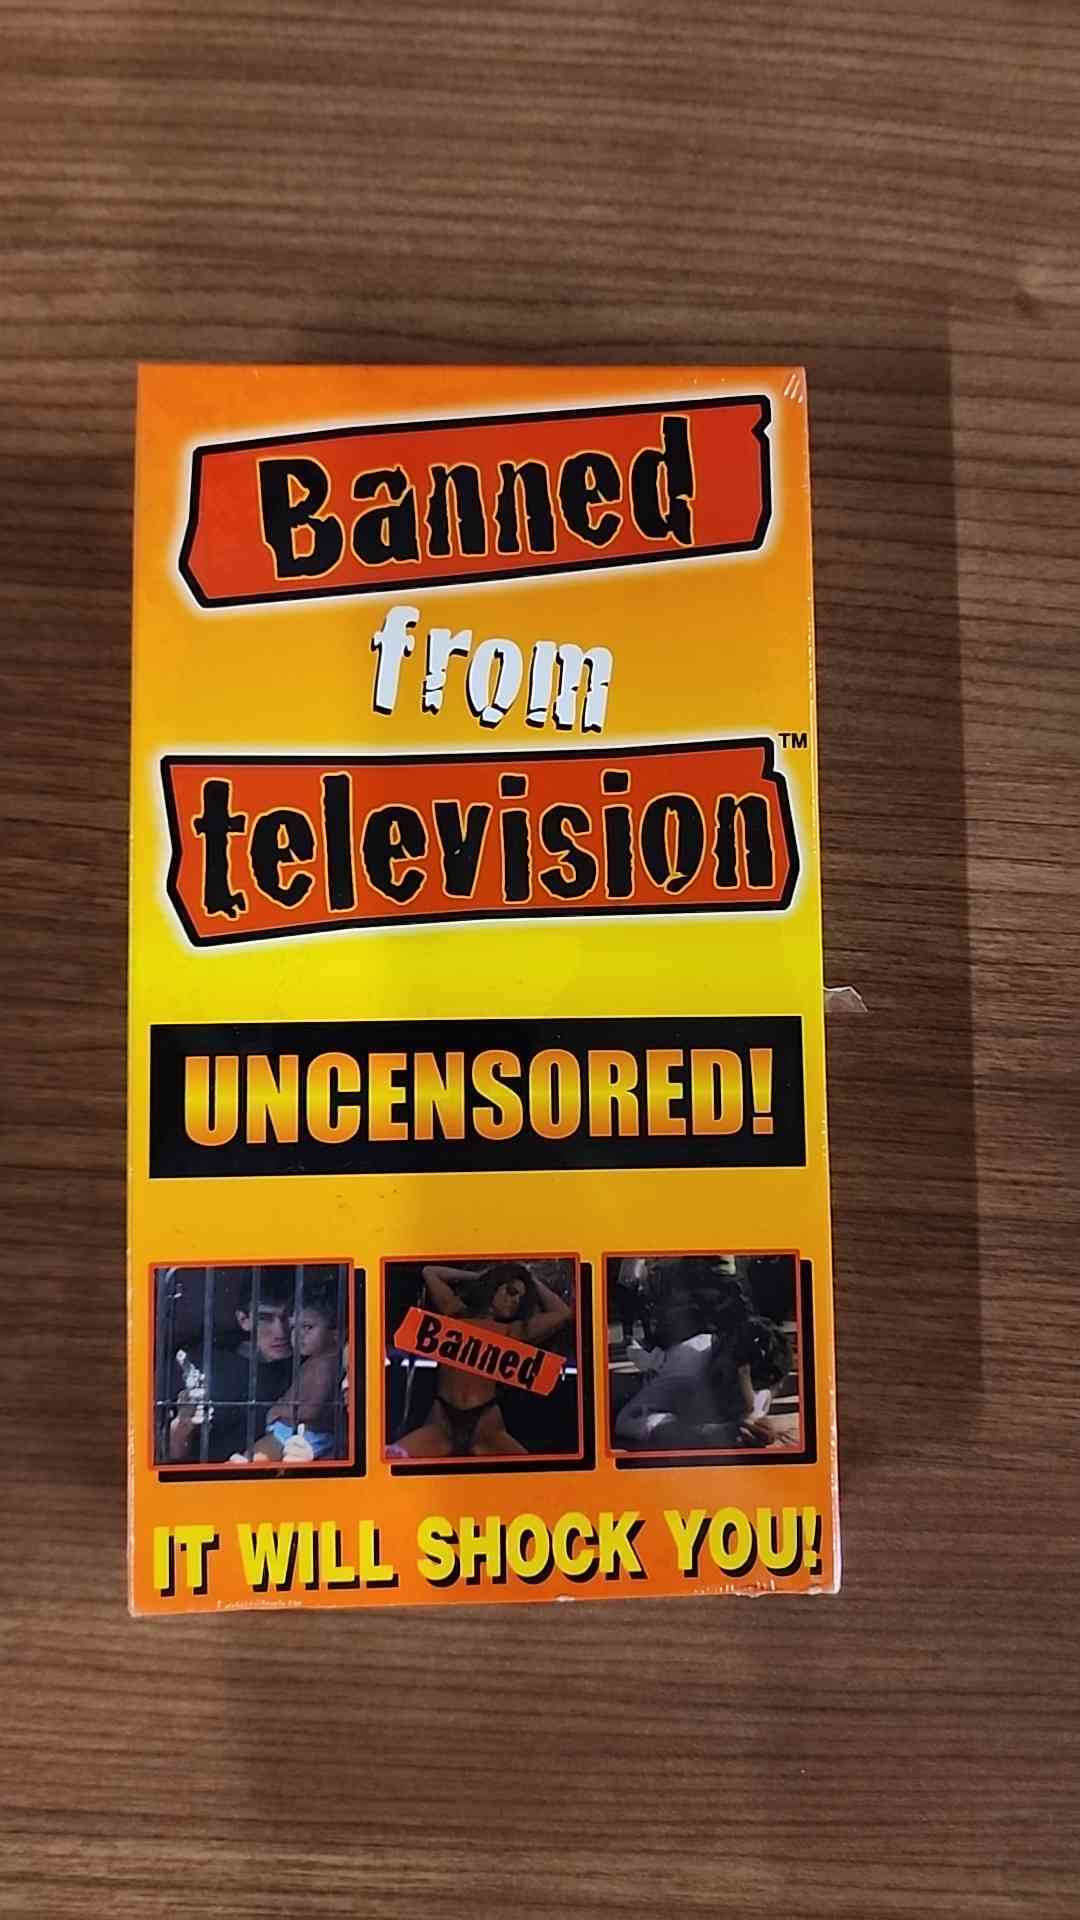 Banned
from
television™
UNCENSORED!
Banned
IT WILL SHOCK YOU!